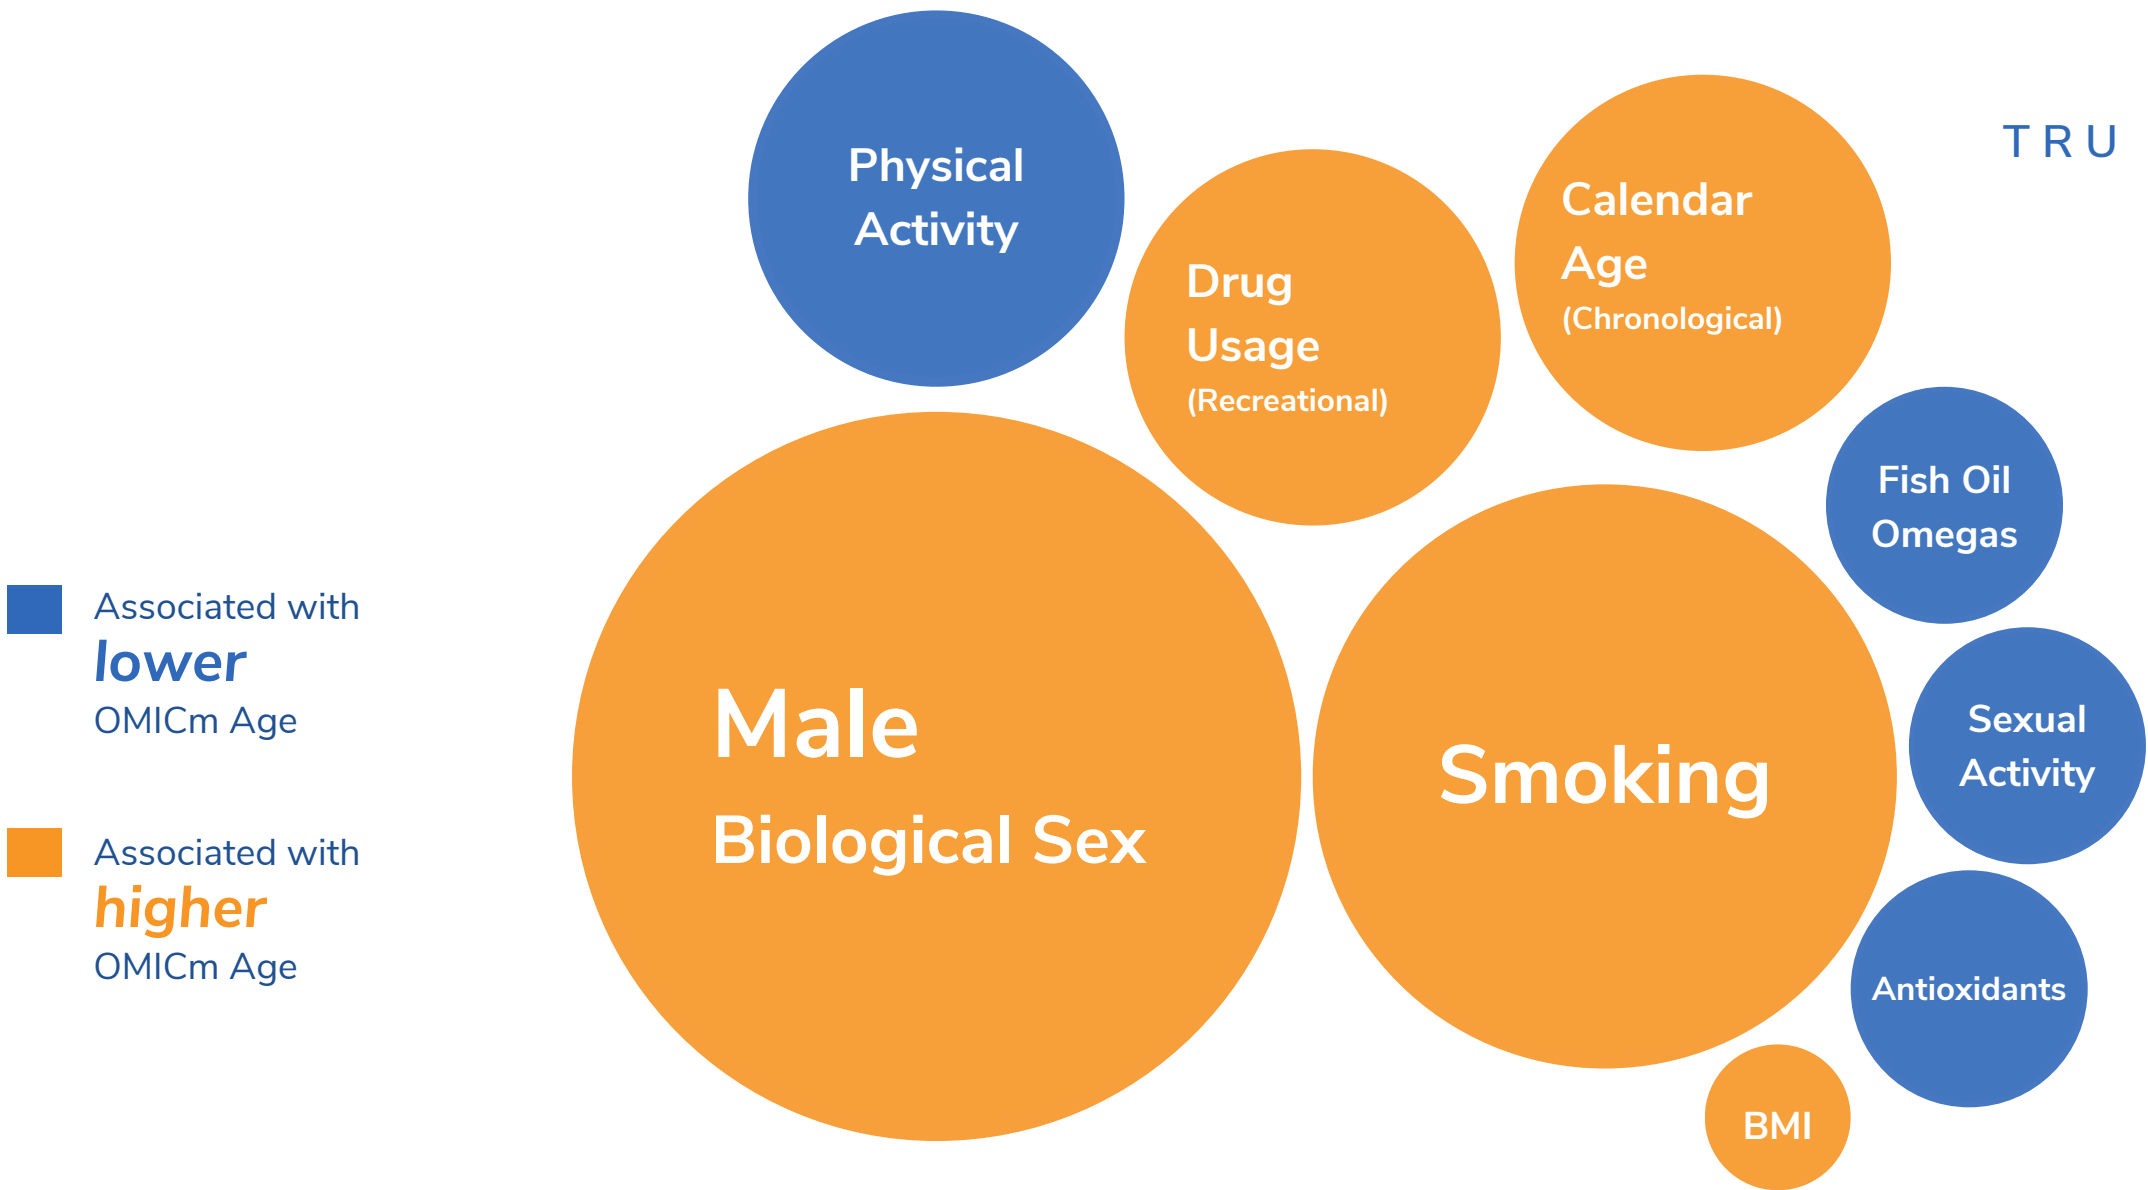 Physical
Activity
Drug
Usage
(Recreational)
Calendar
Age
(Chronological)
TRU
Fish Oil
Omegas
Associated with
lower
OMICm Age
Male
Biological Sex
Smoking
Sexual
Activity
Associated with
higher
OMICm Age
Antioxidants
BMI